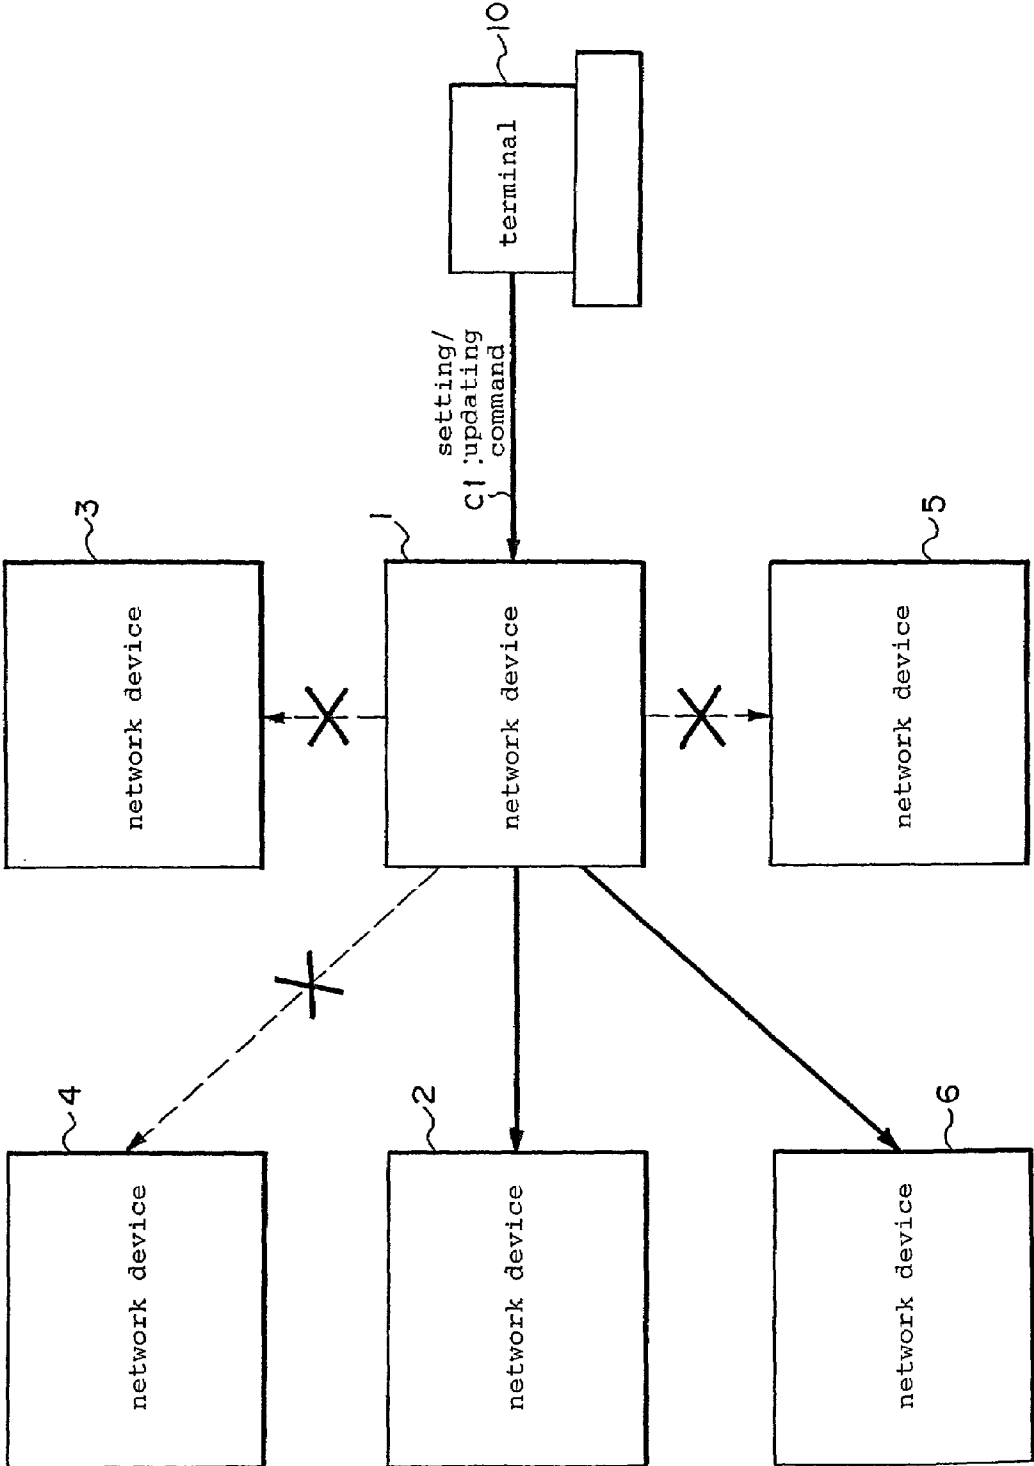 10
terminal
setting/
C1 :updating
command
3
network device
1
network device
5
network device
4
network device
2
network device
6
network device